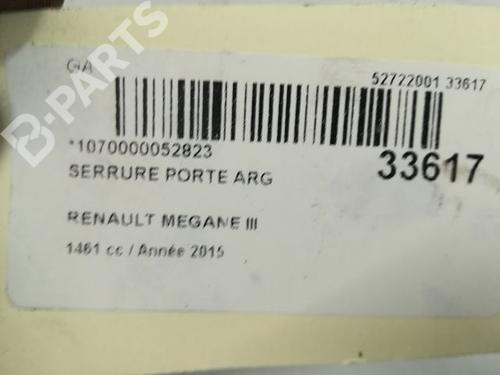 GA
52722001 33617
*1070000052823
33617
SERRURE PORTE ARG
RENAULT MEGANE III
1461 cc / Année 2015
B-PARTS